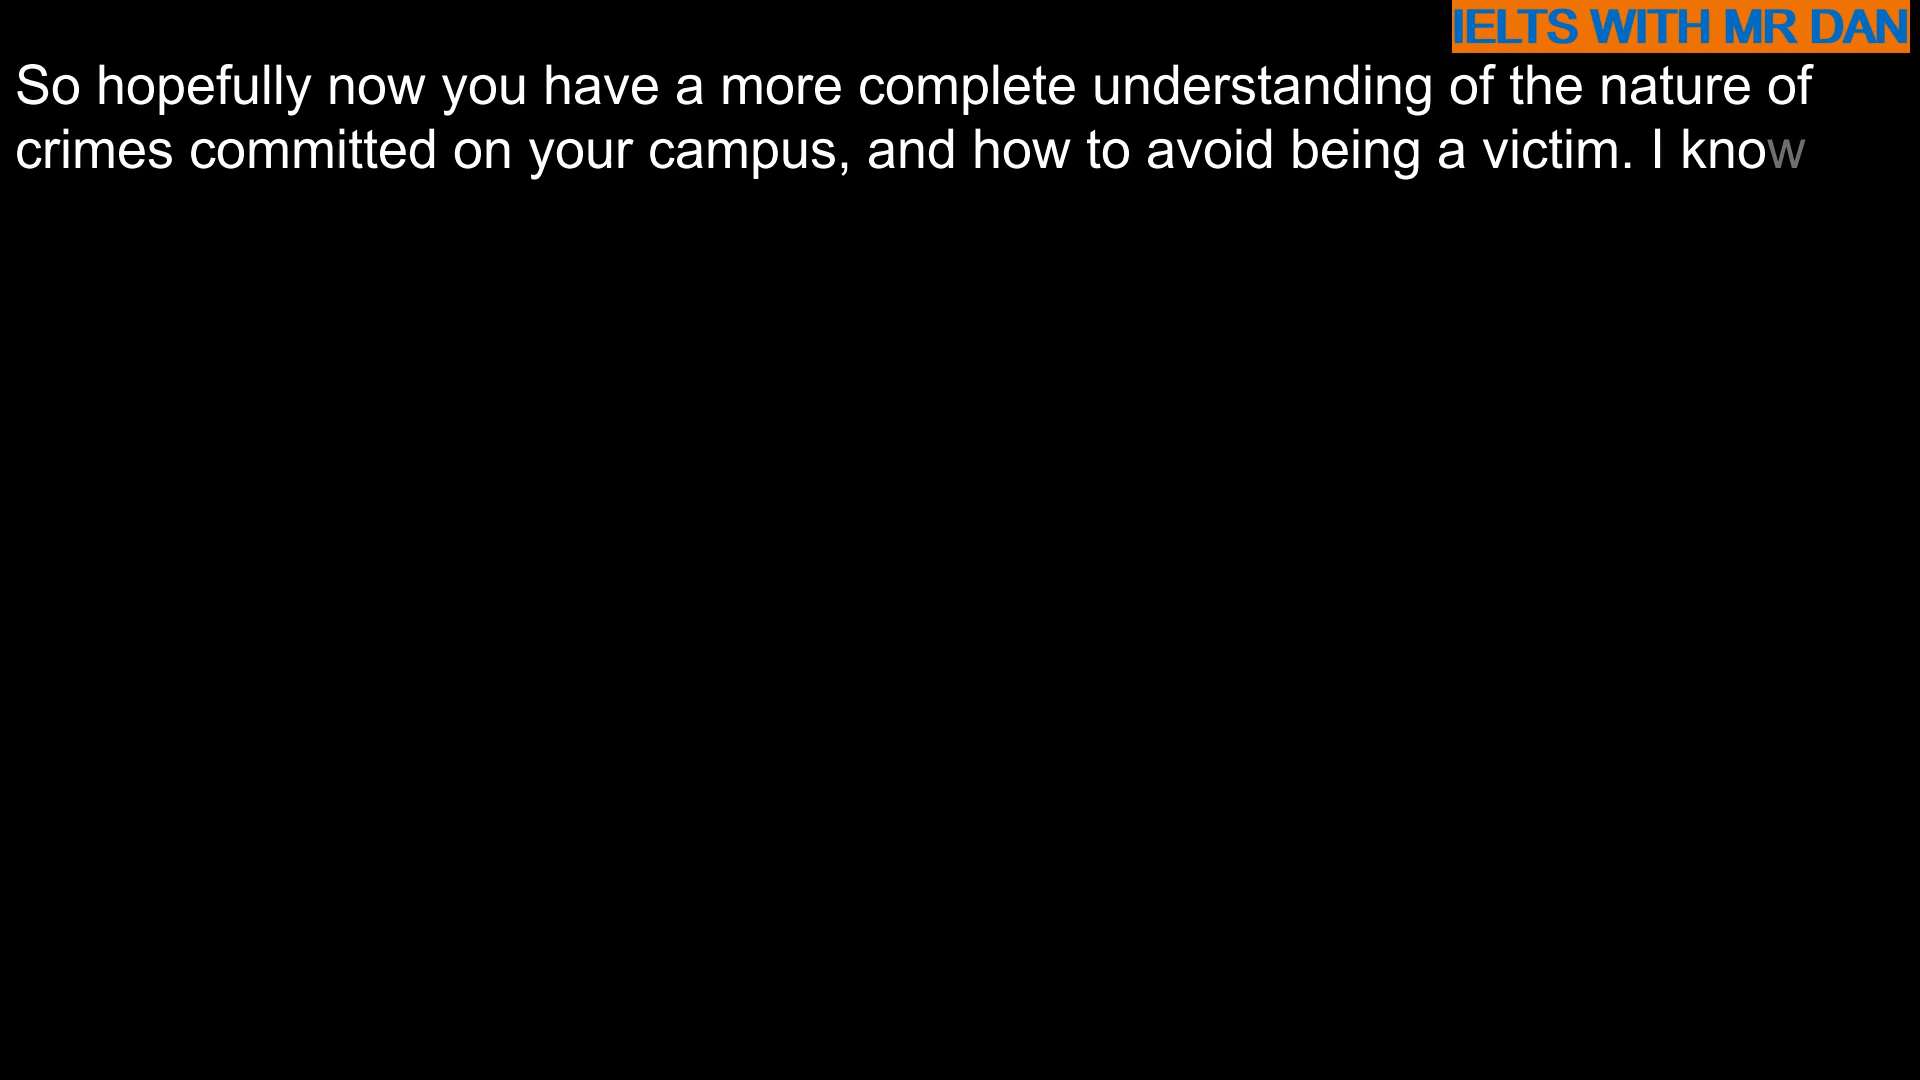 IELTS WITH MR DAN
So hopefully now you have a more complete understanding of the nature of
crimes committed on your campus, and how to avoid being a victim. I know